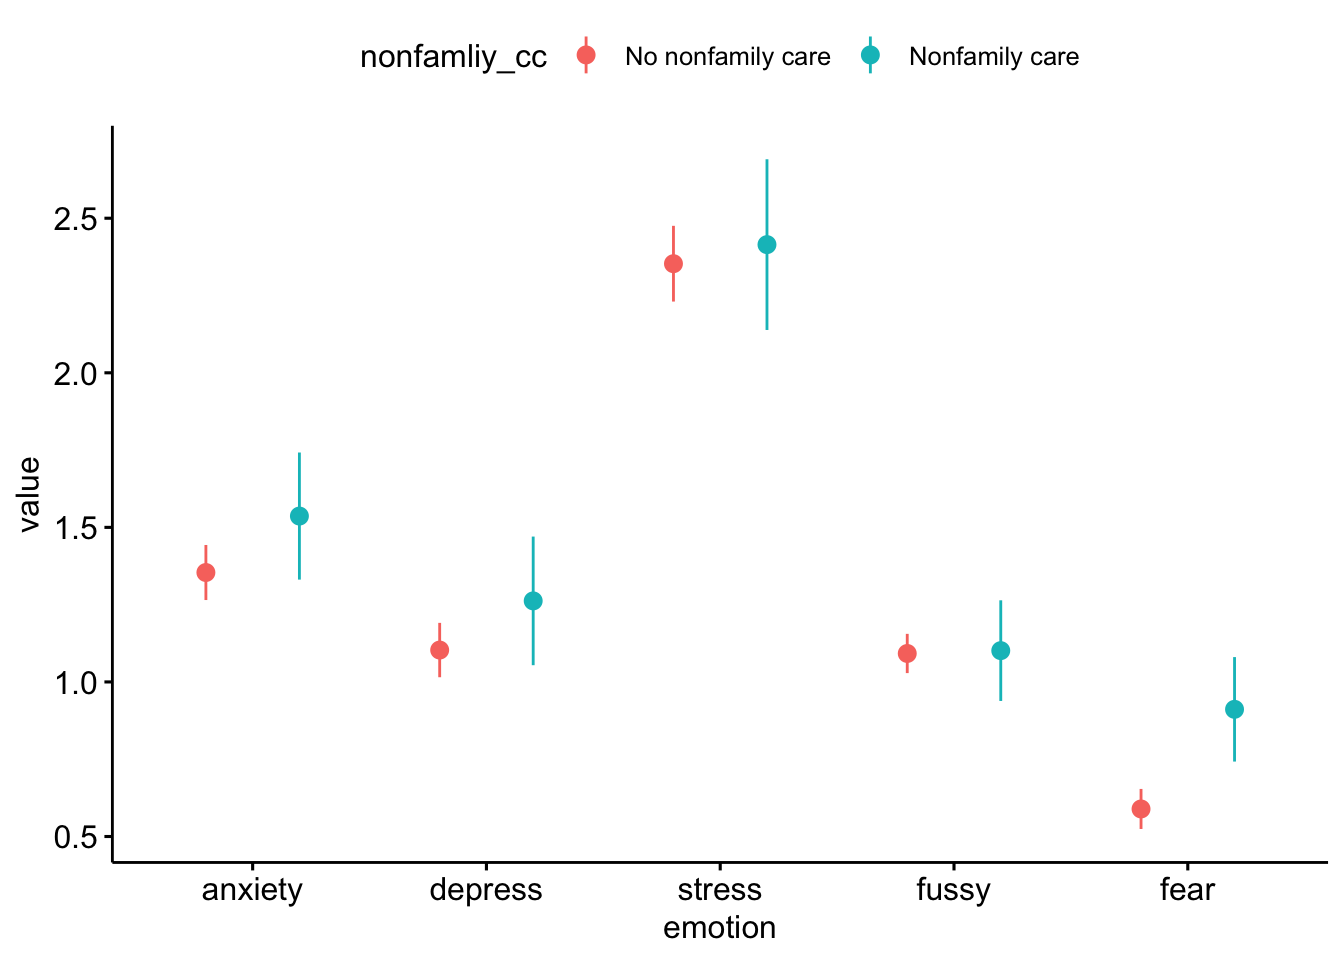 nonfamliy_cc No nonfamily care Nonfamily care
2.5
2.0
1.5
1.0
0.5
value
anxiety depress stress fussy fear
emotion